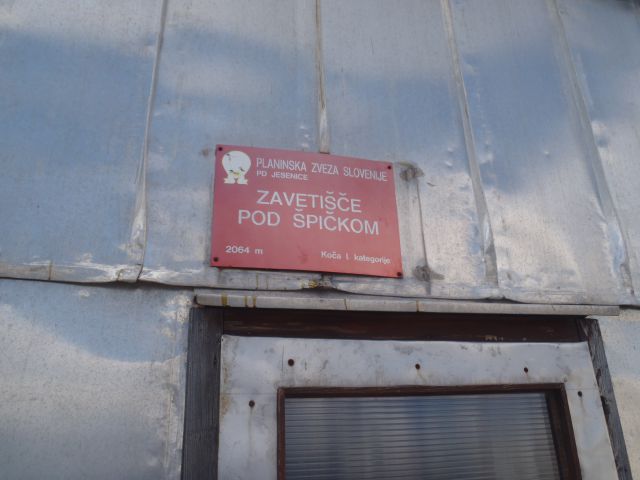 PLANINSKA ZVEZA SLOVENIJE
PD JESENICE
ZAVETIŠČE
POD ŠPIČKOM
2064 m
Koča I. kategorije